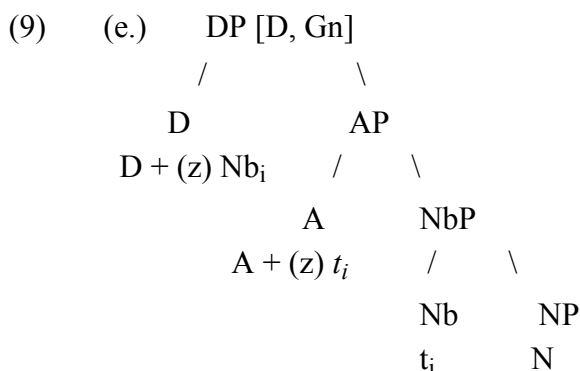 (9) (e.) DP [D, Gn]
/ \
D AP
D + (z) Nbᵢ / \
A NbP
A + (z) tᵢ / \
Nb NP
tᵢ N